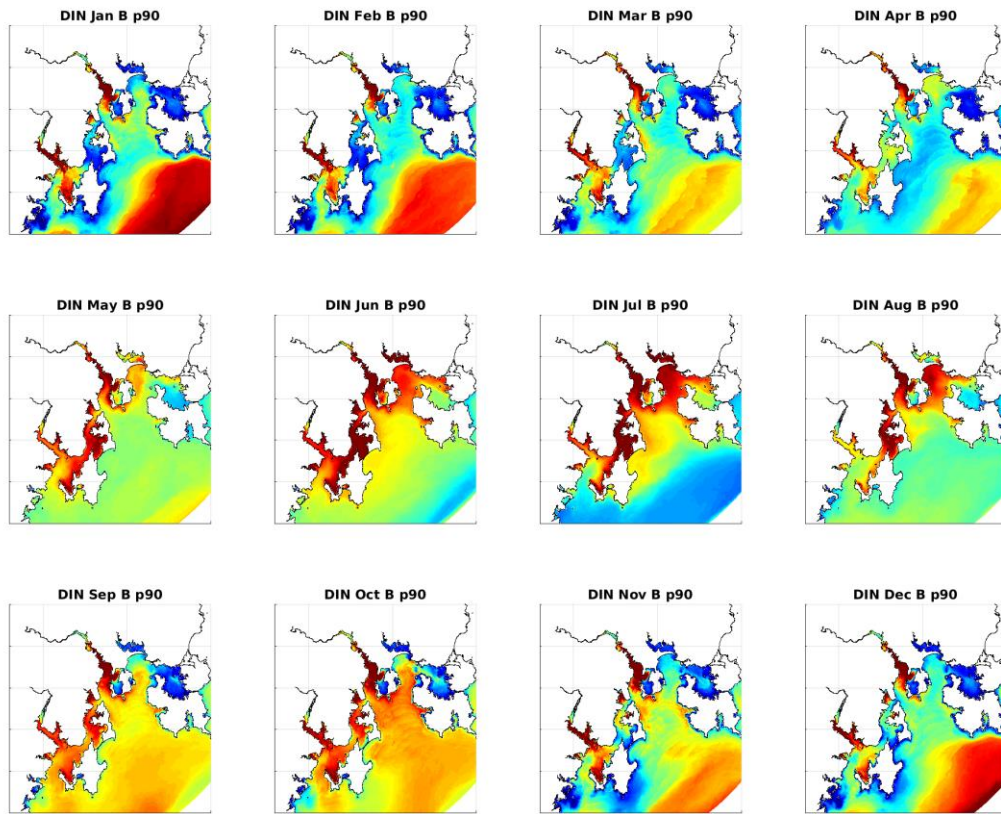 DIN Jan B p90
DIN Feb B p90
DIN Mar B p90
DIN Apr B p90
DIN May B p90
DIN Jun B p90
DIN Jul B p90
DIN Aug B p90
DIN Sep B p90
DIN Oct B p90
DIN Nov B p90
DIN Dec B p90